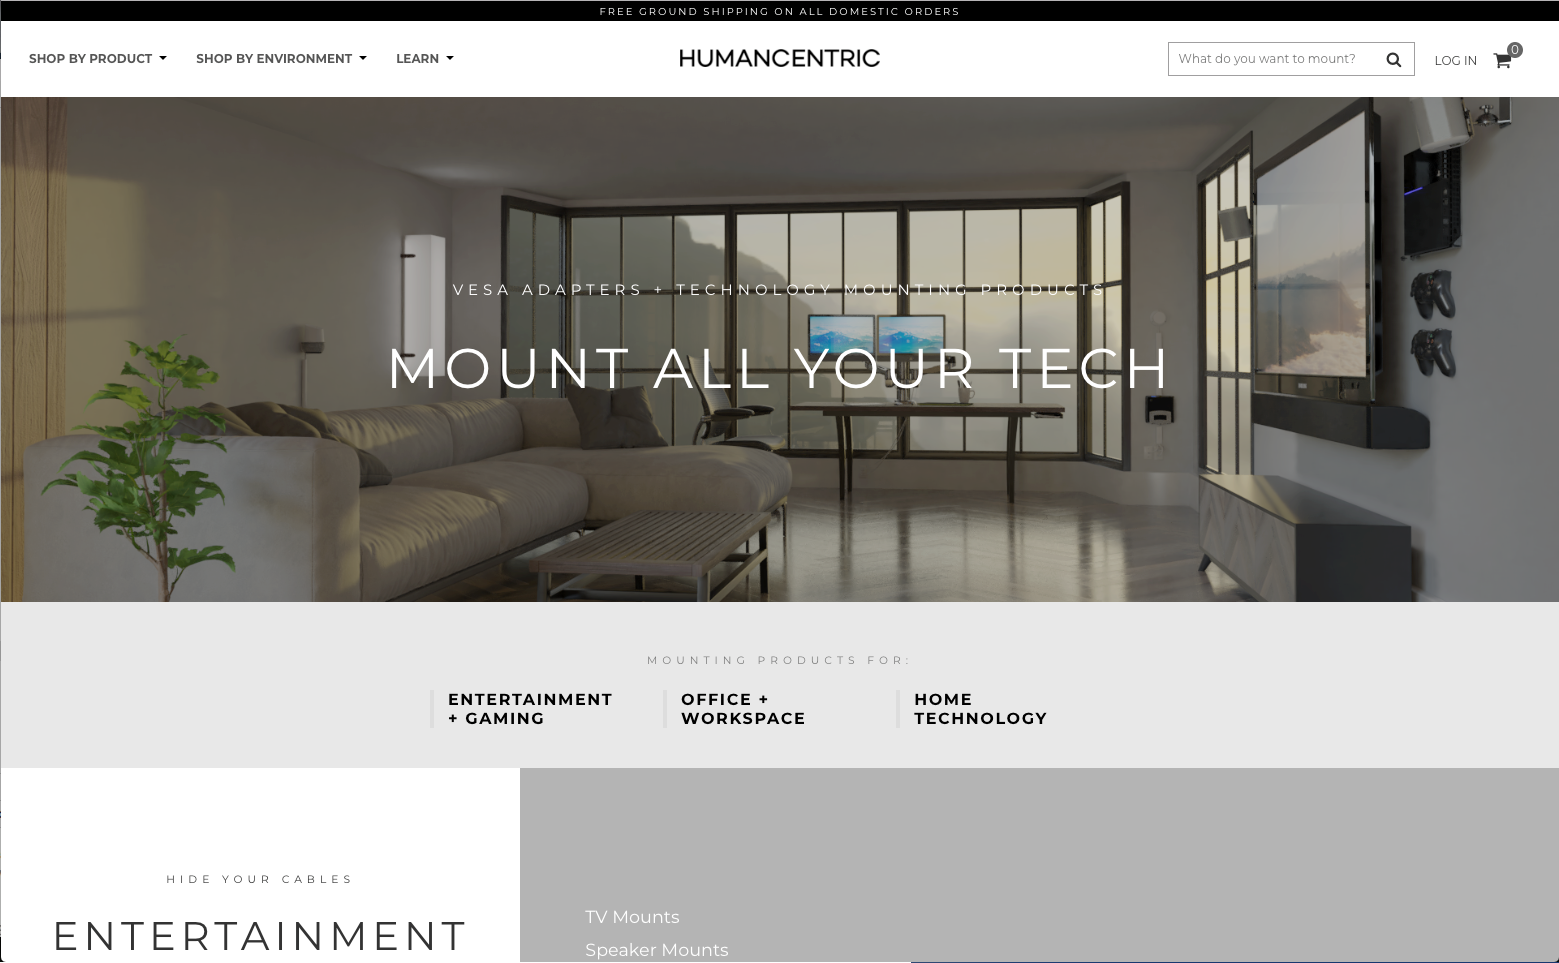 FREE GROUND SHIPPING ON ALL DOMESTIC ORDERS
SHOP BY PRODUCT
SHOP BY ENVIRONMENT
LEARN
HUMANCENTRIC
What do you want to mount?
LOG IN
0
VESA ADAPTERS + TECHNOLOGY MOUNTING PRODUCTS
MOUNT ALL YOUR TECH
MOUNTING PRODUCTS FOR:
ENTERTAINMENT
+ GAMING
OFFICE +
WORKSPACE
HOME
TECHNOLOGY
HIDE YOUR CABLES
ENTERTAINMENT
TV Mounts
Speaker Mounts